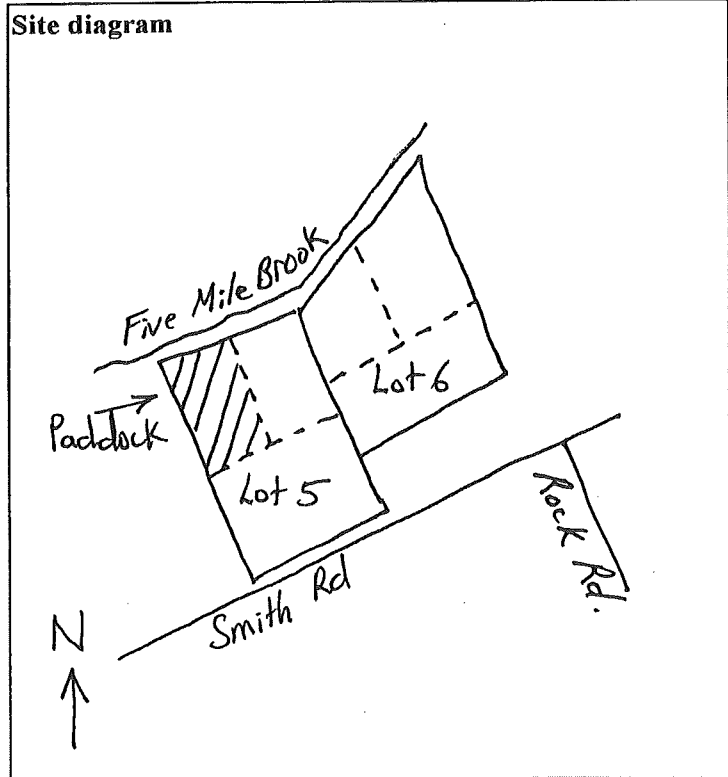 Site diagram
Five Mile Brook
Paddock
Lot 6
Lot 5
Rock Rd.
Smith Rd
N